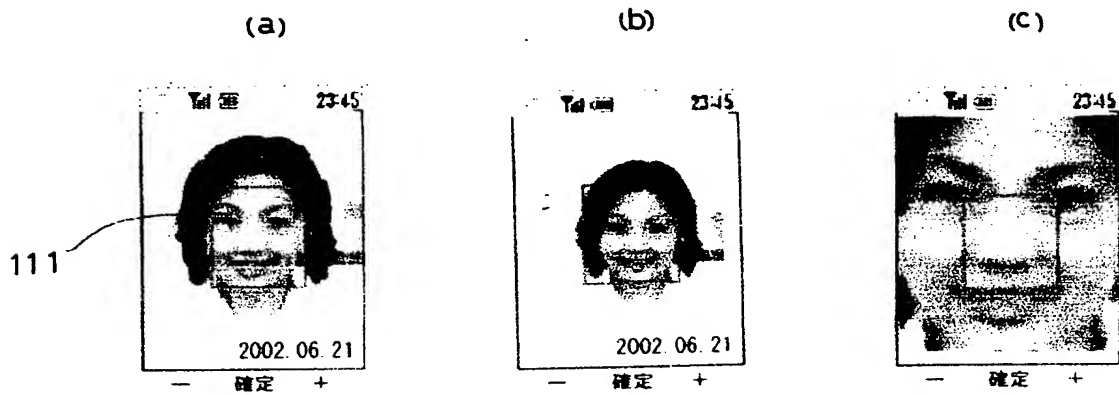 (a) (b) (c)
23:45 23:45 23:45
111
2002. 06. 21 2002. 06. 21
− 確定 + − 確定 + − 確定 +